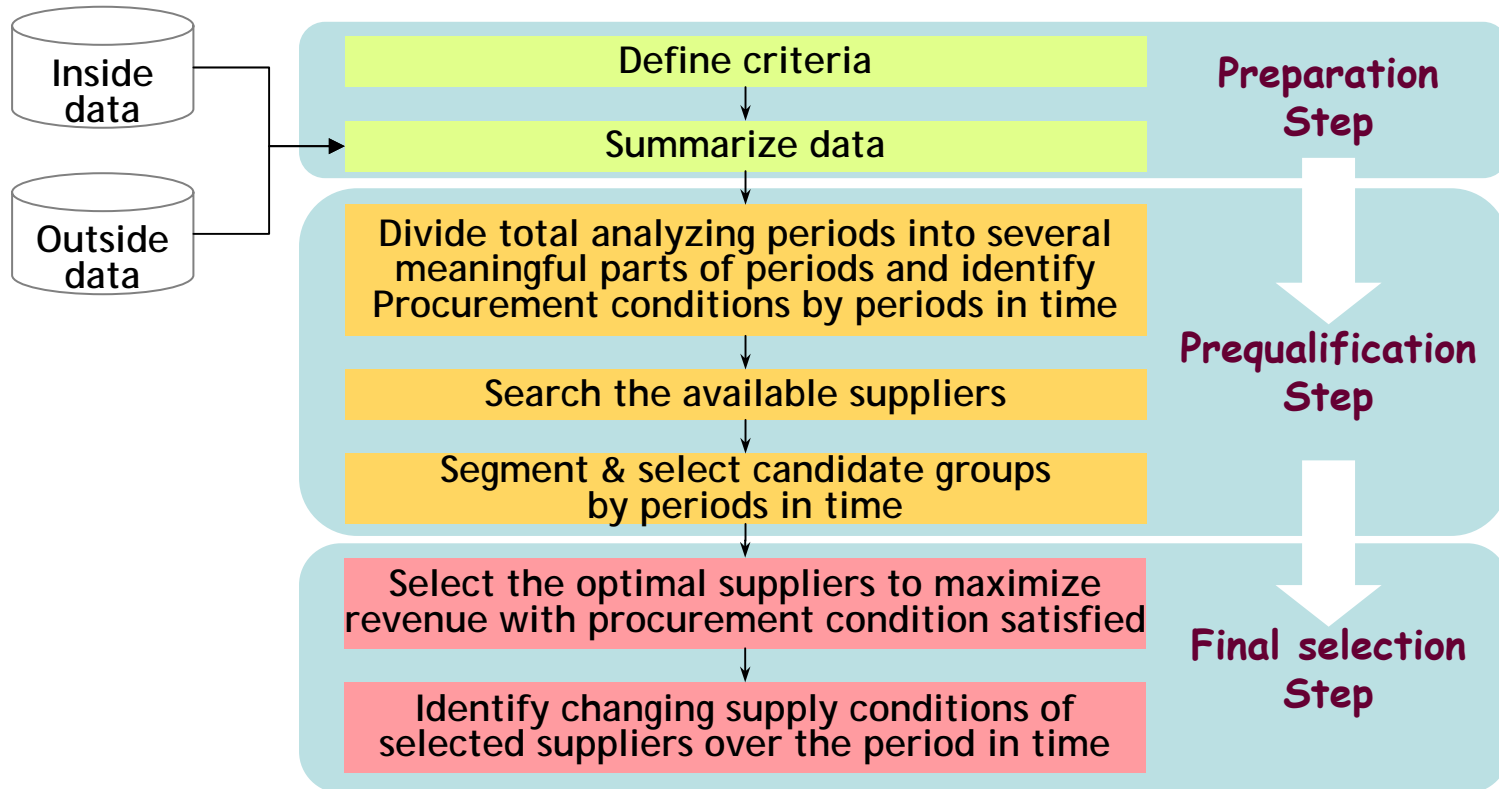 Inside
data
Outside
data
Define criteria
Summarize data
Preparation
Step
Divide total analyzing periods into several
meaningful parts of periods and identify
Procurement conditions by periods in time
Search the available suppliers
Segment & select candidate groups
by periods in time
Prequalification
Step
Select the optimal suppliers to maximize
revenue with procurement condition satisfied
Identify changing supply conditions of
selected suppliers over the period in time
Final selection
Step